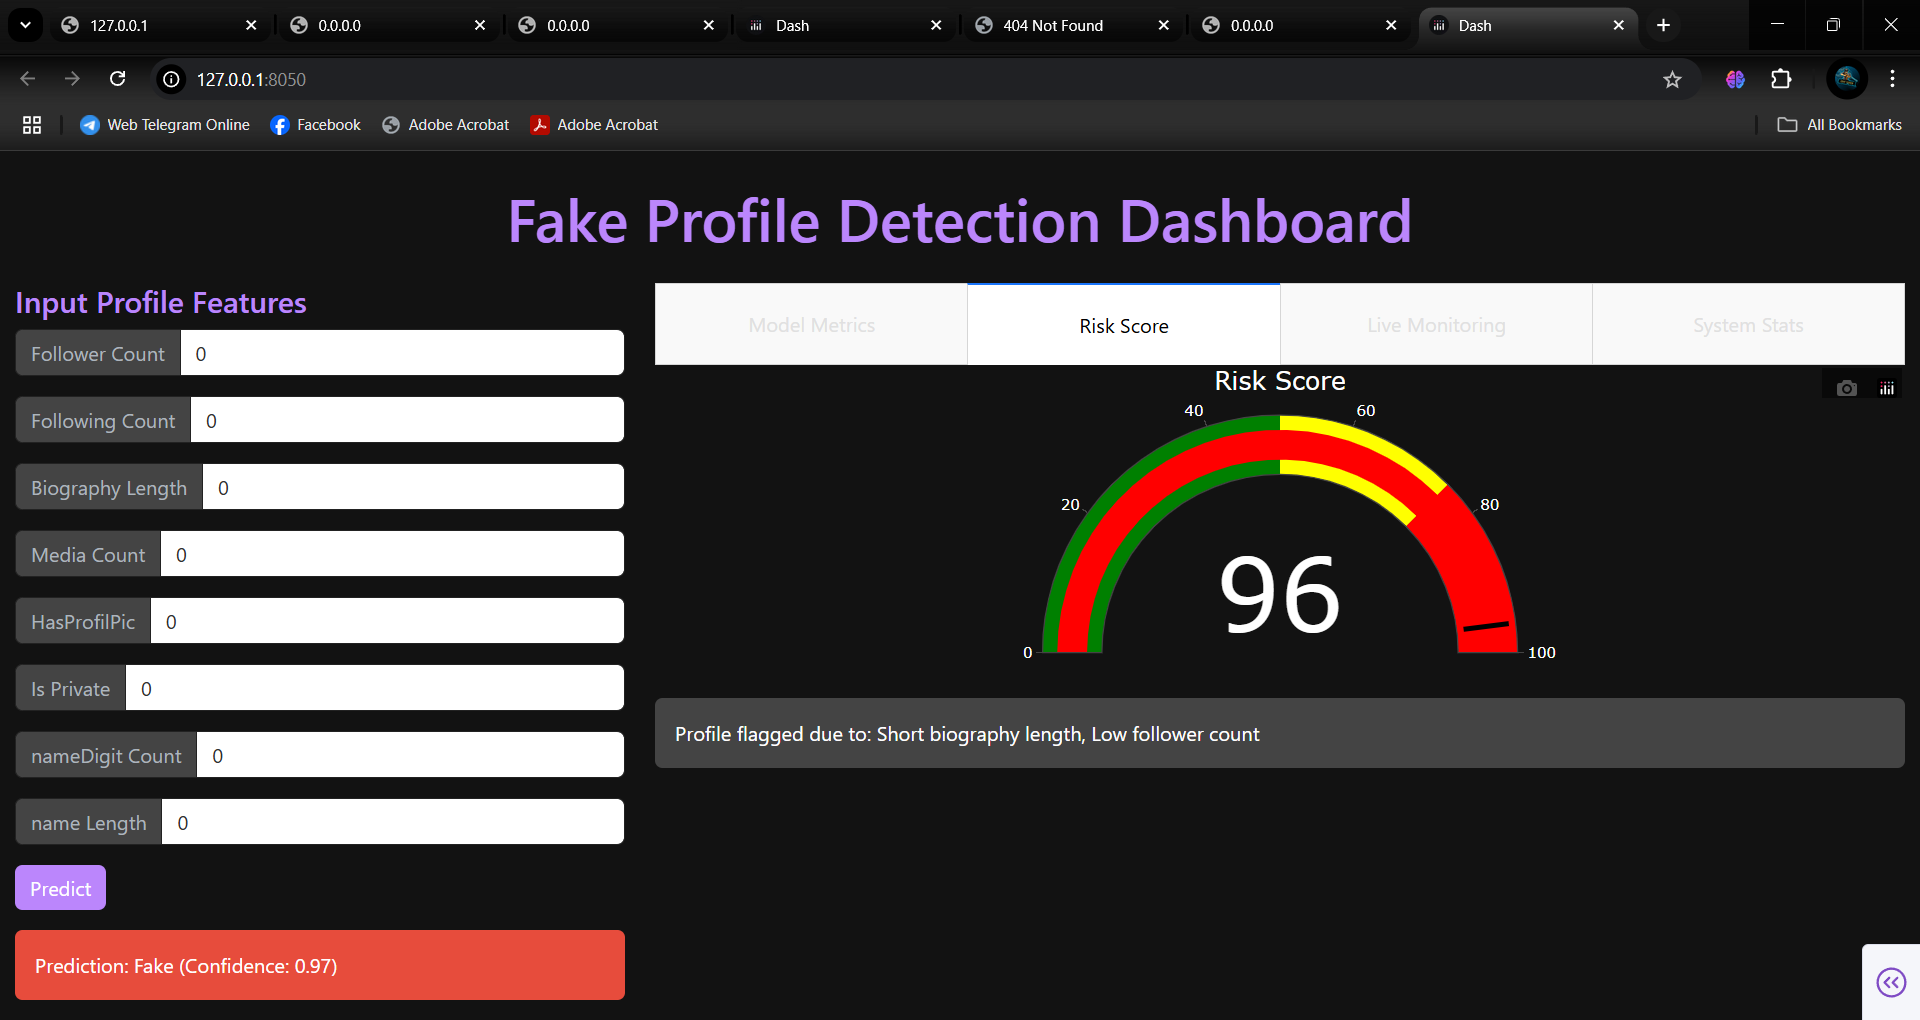 127.0.0.1
0.0.0.0
0.0.0.0
Dash
404 Not Found
0.0.0.0
Dash
127.0.0.1:8050
Web Telegram Online
Facebook
Adobe Acrobat
Adobe Acrobat
All Bookmarks
Fake Profile Detection Dashboard
Input Profile Features
Follower Count 0
Following Count 0
Biography Length 0
Media Count 0
HasProfilPic 0
Is Private 0
nameDigit Count 0
name Length 0
Predict
Prediction: Fake (Confidence: 0.97)
Model Metrics
Risk Score
Live Monitoring
System Stats
Risk Score
0
20
40
60
80
100
96
Profile flagged due to: Short biography length, Low follower count